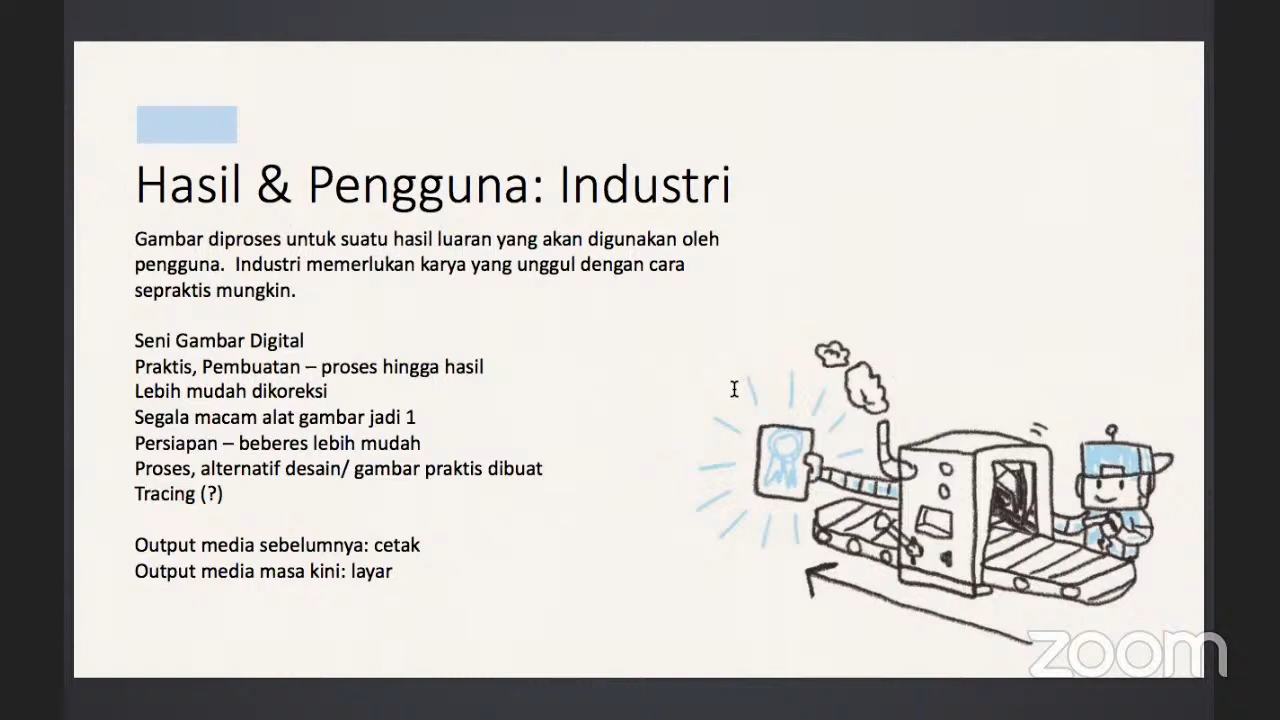 Hasil & Pengguna: Industri
Gambar diproses untuk suatu hasil luaran yang akan digunakan oleh
pengguna.  Industri memerlukan karya yang unggul dengan cara
sepraktis mungkin.
Seni Gambar Digital
Praktis, Pembuatan – proses hingga hasil
Lebih mudah dikoreksi
Segala macam alat gambar jadi 1
Persiapan – beberes lebih mudah
Proses, alternatif desain/ gambar praktis dibuat
Tracing (?)
Output media sebelumnya: cetak
Output media masa kini: layar
zoom